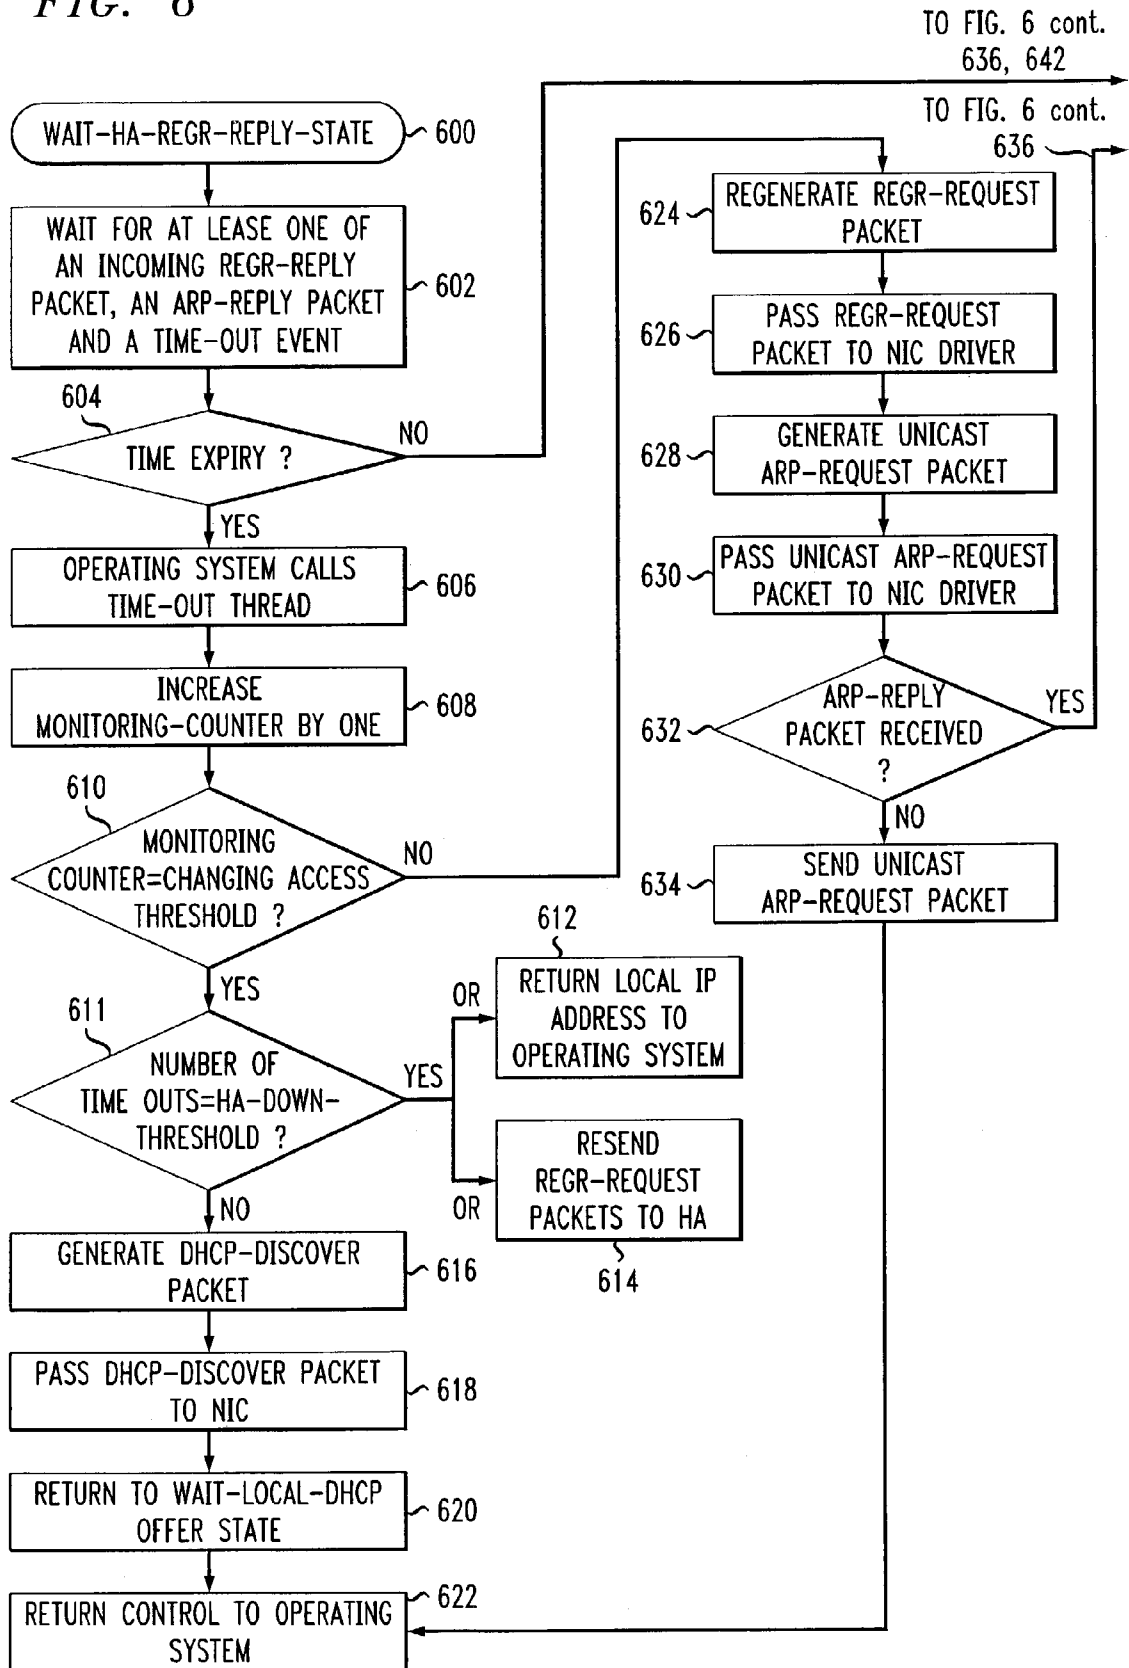 FIG. 6
TO FIG. 6 cont.
636, 642
TO FIG. 6 cont.
636
WAIT-HA-REGR-REPLY-STATE
600
WAIT FOR AT LEASE ONE OF
AN INCOMING REGR-REPLY
PACKET, AN ARP-REPLY PACKET
AND A TIME-OUT EVENT
602
604
TIME EXPIRY ?
NO
YES
OPERATING SYSTEM CALLS
TIME-OUT THREAD
606
INCREASE
MONITORING-COUNTER BY ONE
608
610
MONITORING
COUNTER=CHANGING ACCESS
THRESHOLD ?
NO
YES
611
NUMBER OF
TIME OUTS=HA-DOWN-
THRESHOLD ?
YES
NO
OR
612
RETURN LOCAL IP
ADDRESS TO
OPERATING SYSTEM
OR
RESEND
REGR-REQUEST
PACKETS TO HA
614
GENERATE DHCP-DISCOVER
PACKET
616
PASS DHCP-DISCOVER PACKET
TO NIC
618
RETURN TO WAIT-LOCAL-DHCP
OFFER STATE
620
RETURN CONTROL TO OPERATING
SYSTEM
622
624
REGENERATE REGR-REQUEST
PACKET
626
PASS REGR-REQUEST
PACKET TO NIC DRIVER
628
GENERATE UNICAST
ARP-REQUEST PACKET
630
PASS UNICAST ARP-REQUEST
PACKET TO NIC DRIVER
632
ARP-REPLY
PACKET RECEIVED
?
YES
NO
634
SEND UNICAST
ARP-REQUEST PACKET